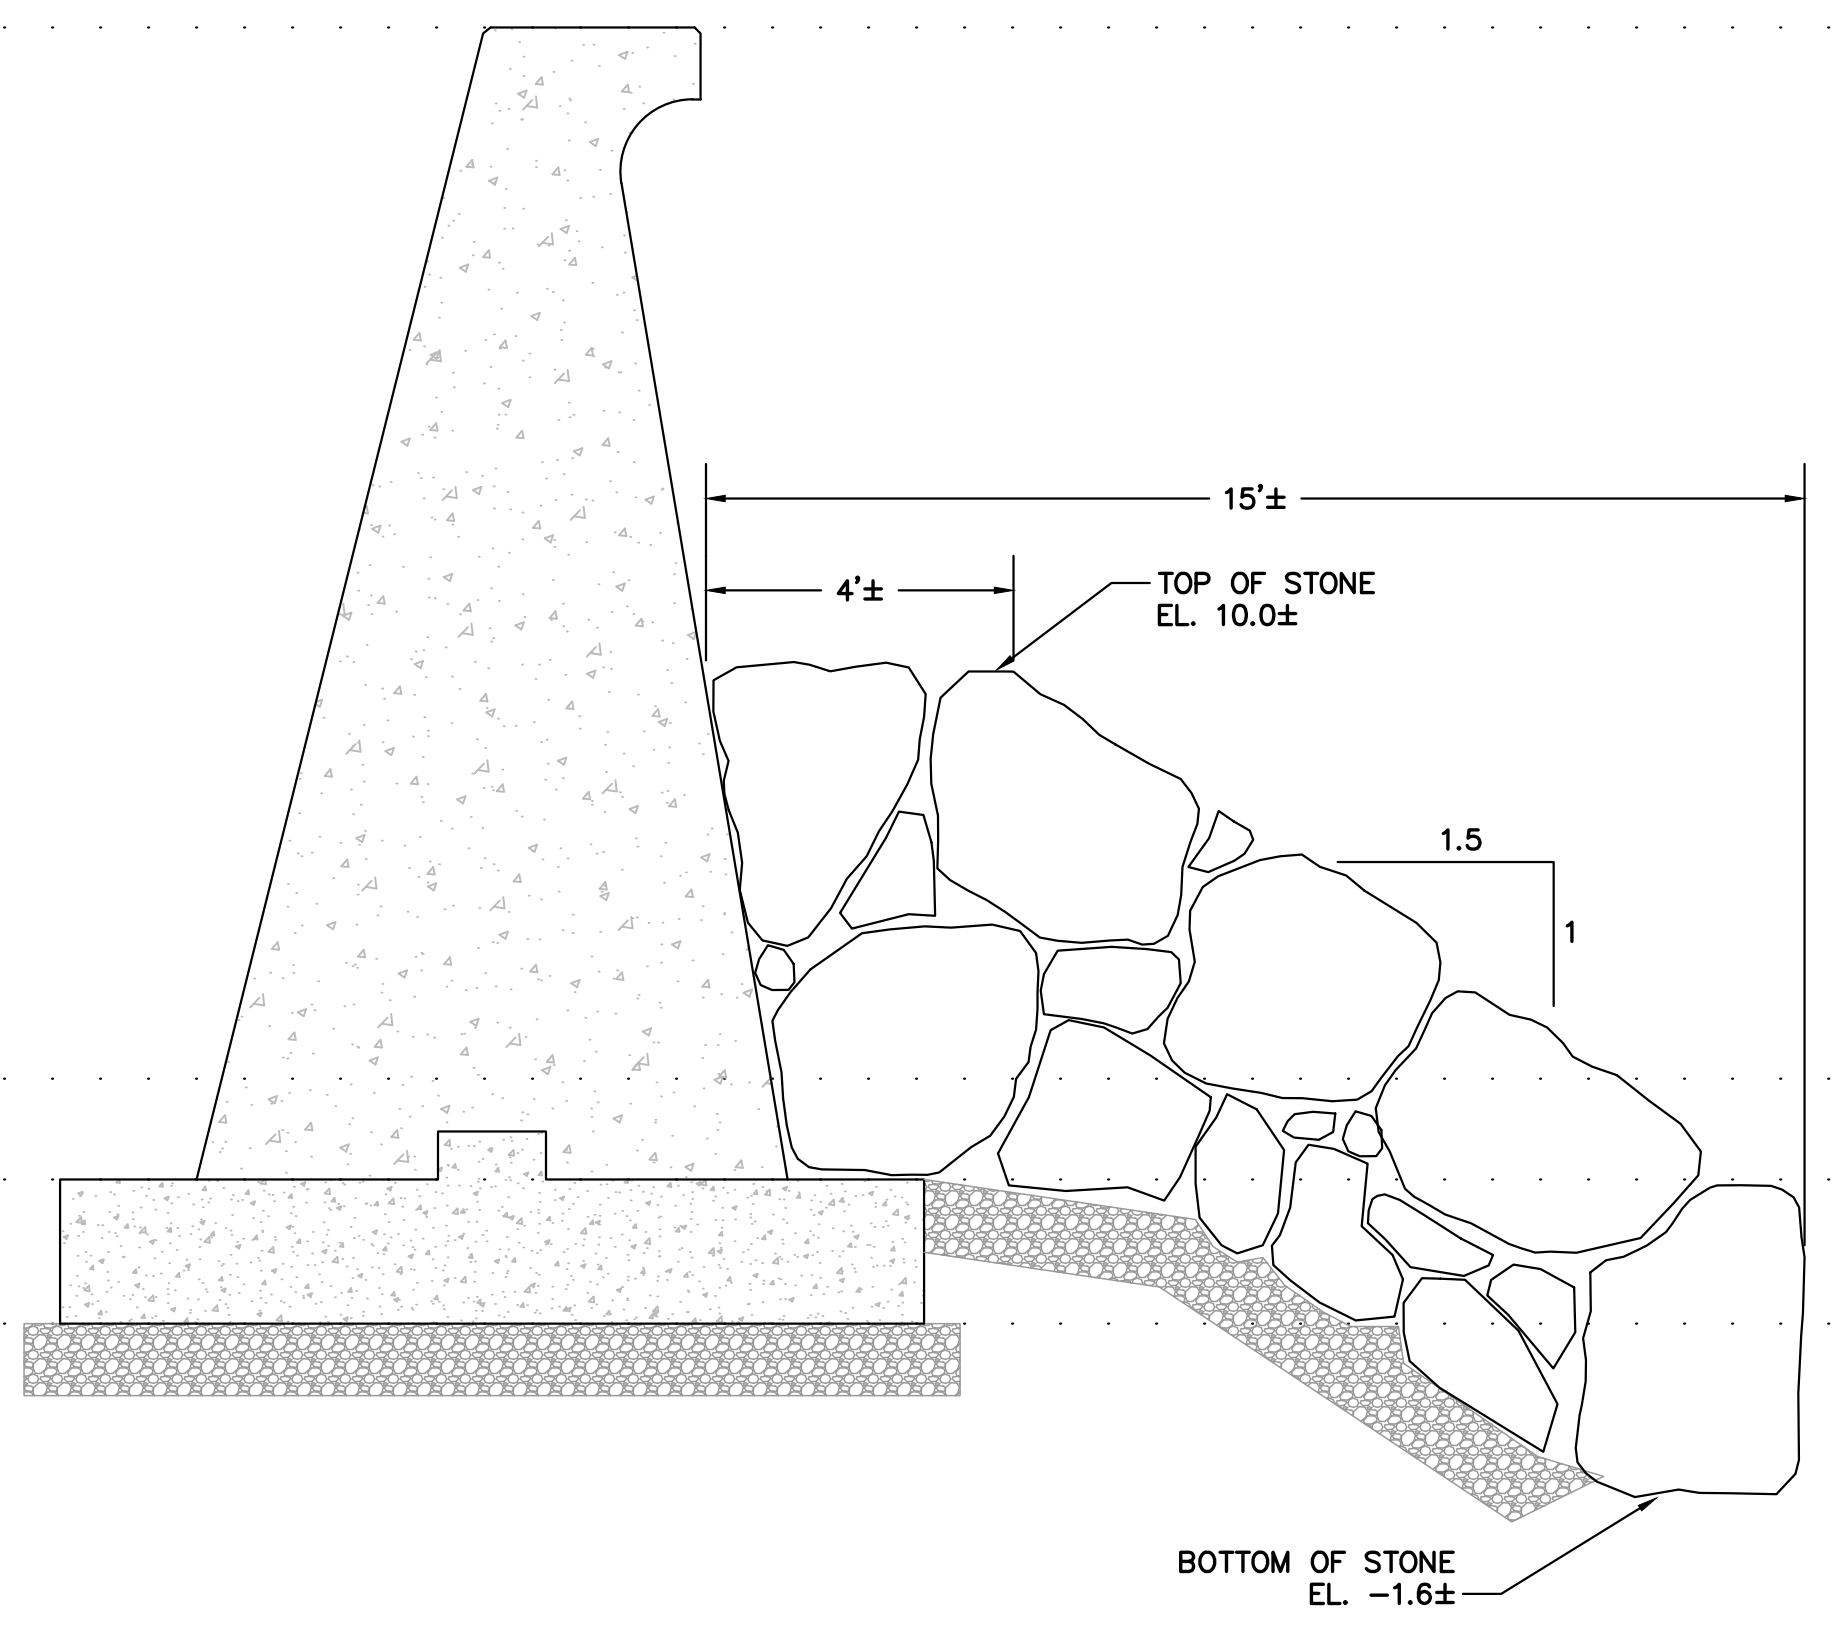 15'±
4'±
TOP OF STONE
EL. 10.0±
1.5
1
BOTTOM OF STONE
EL. -1.6±